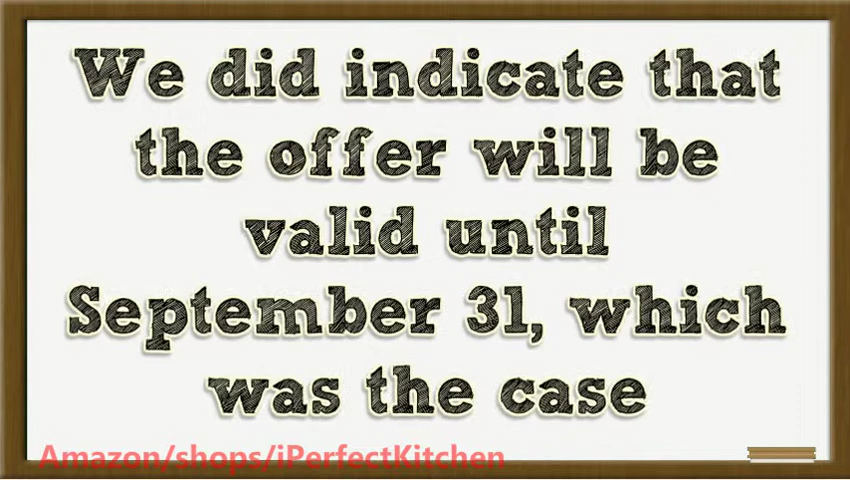 We did indicate that
the offer will be
valid until
September 31, which
was the case
Amazon/shops/iPerfectKitchen